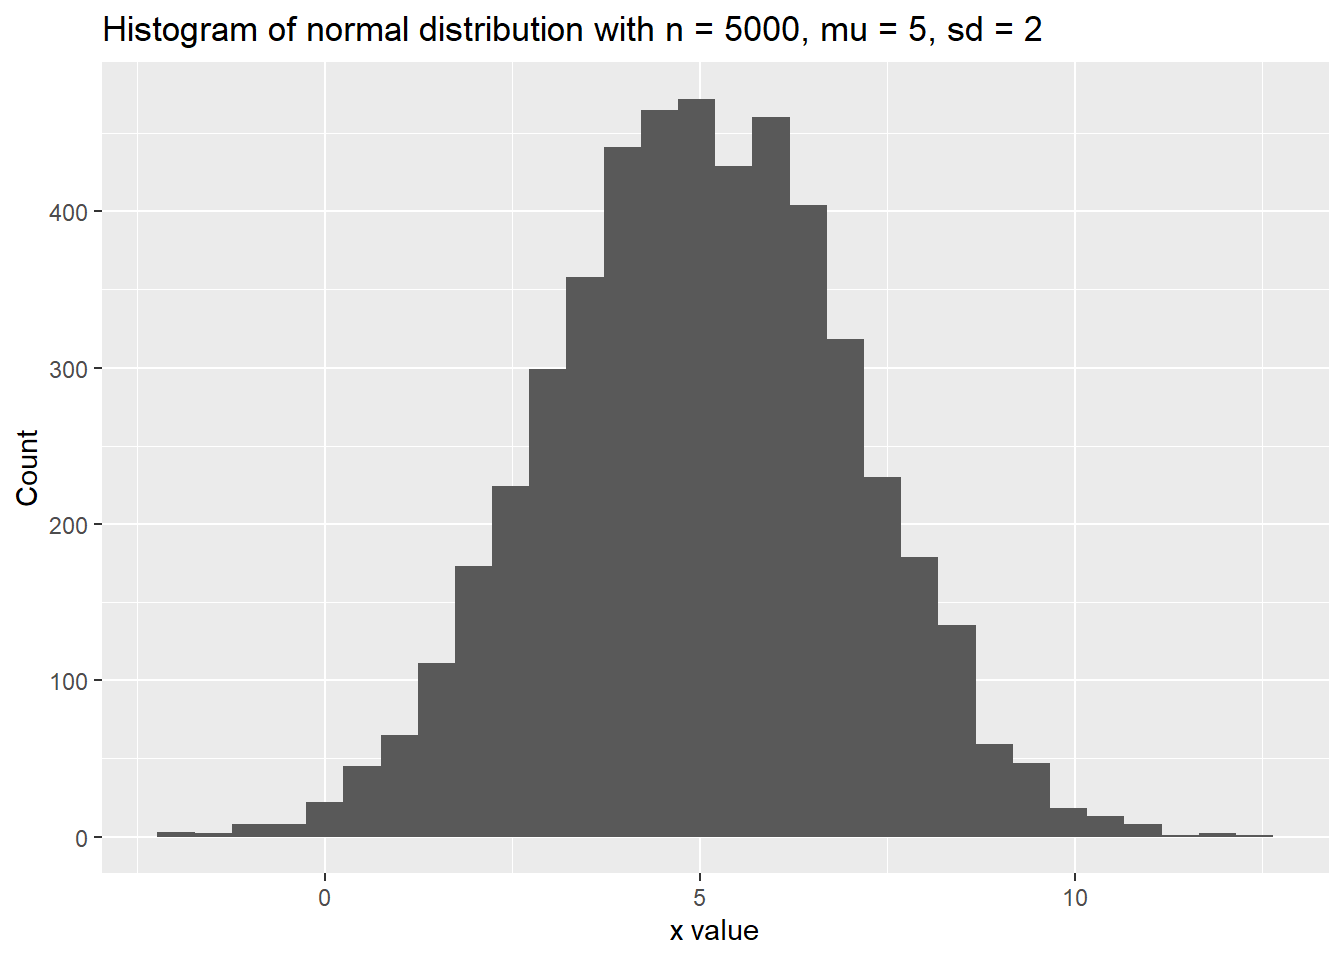 Histogram of normal distribution with n = 5000, mu = 5, sd = 2
400
300
200
100
0
Count
0 5 10
x value